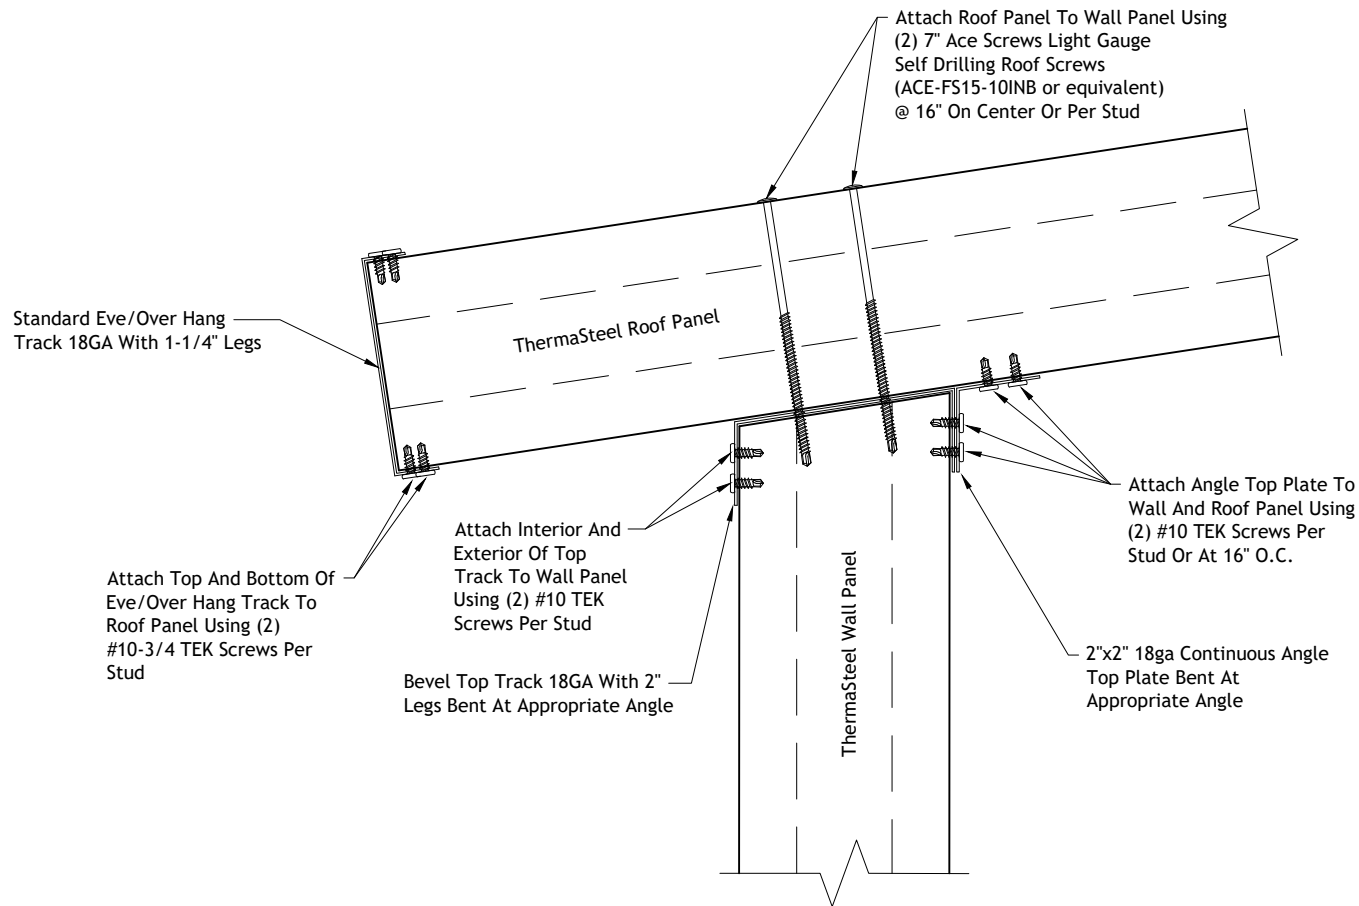 Attach Roof Panel To Wall Panel Using
(2) 7" Ace Screws Light Gauge
Self Drilling Roof Screws
(ACE-FS15-10INB or equivalent)
@ 16" On Center Or Per Stud
Standard Eve/Over Hang
Track 18GA With 1-1/4" Legs
ThermaSteel Roof Panel
Attach Top And Bottom Of
Eve/Over Hang Track To
Roof Panel Using (2)
#10-3/4 TEK Screws Per
Stud
Attach Interior And
Exterior Of Top
Track To Wall Panel
Using (2) #10 TEK
Screws Per Stud
Bevel Top Track 18GA With 2"
Legs Bent At Appropriate Angle
ThermaSteel Wall Panel
Attach Angle Top Plate To
Wall And Roof Panel Using
(2) #10 TEK Screws Per
Stud Or At 16" O.C.
2"x2" 18ga Continuous Angle
Top Plate Bent At
Appropriate Angle